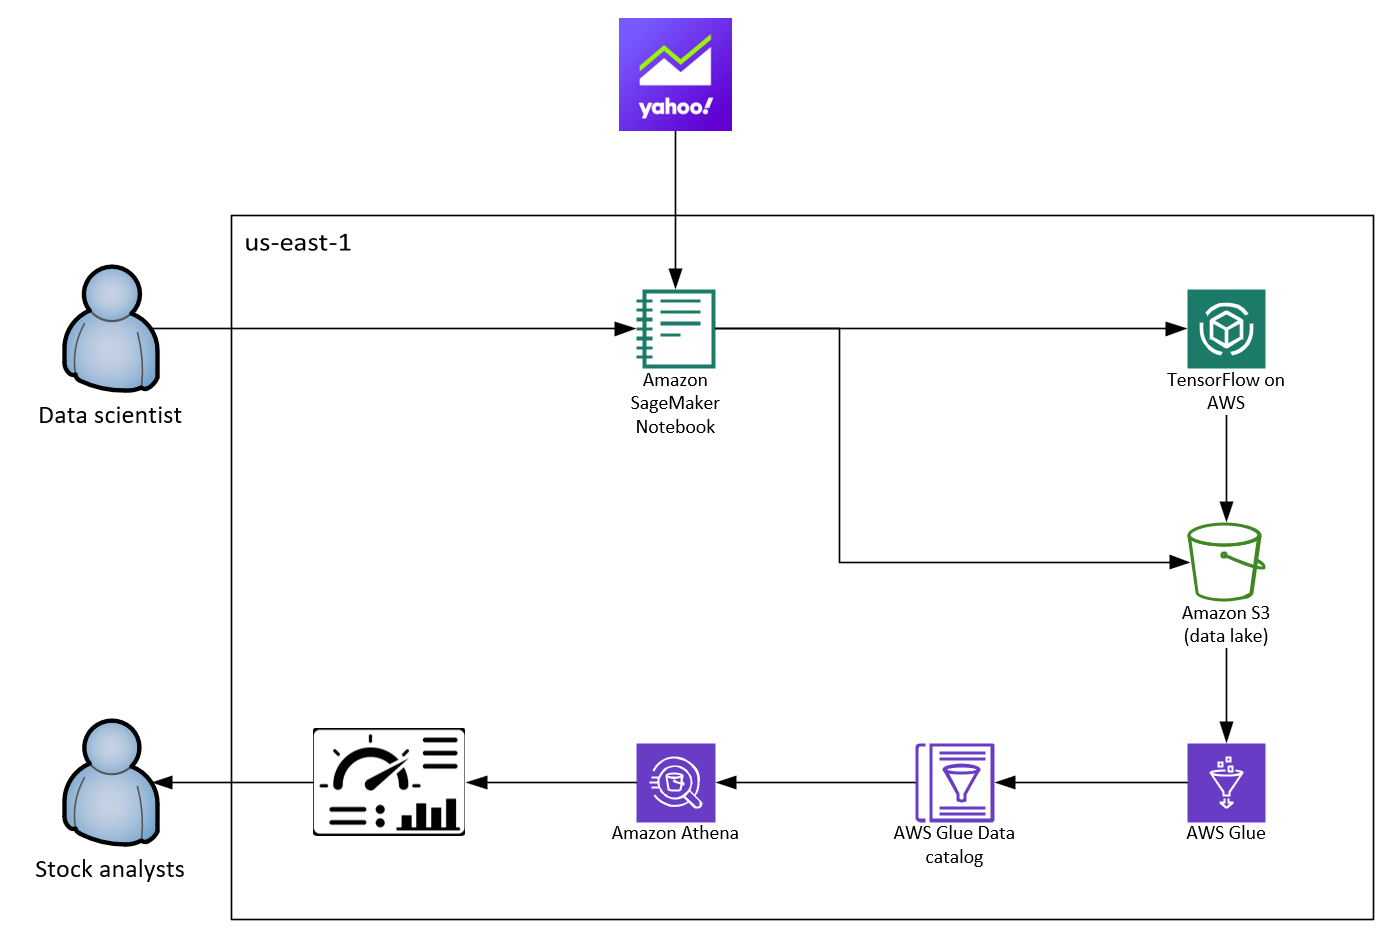 yahoo!
us-east-1
Data scientist
Amazon
SageMaker
Notebook
TensorFlow on
AWS
Amazon S3
(data lake)
Stock analysts
Amazon Athena
AWS Glue Data
catalog
AWS Glue